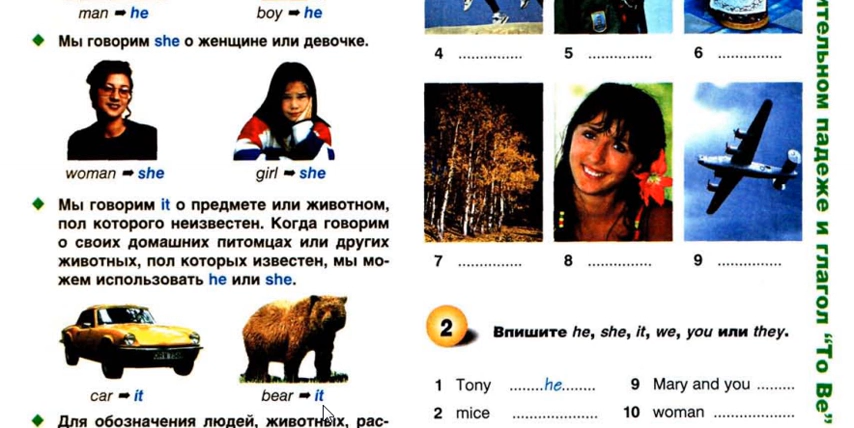 man ➡ he
boy ➡ he
Мы говорим she о женщине или девочке.
woman ➡ she
girl ➡ she
Мы говорим it о предмете или животном,
пол которого неизвестен. Когда говорим
о своих домашних питомцах или других
животных, пол которых известен, мы мо-
жем использовать he или she.
car ➡ it
bear ➡ it
Для обозначения людей, животных, рас-
4 ...............
5 ...............
6 ...............
7 ...............
8 ...............
9 ...............
2 Впишите he, she, it, we, you или they.
1 Tony ........he........
2 mice ....................
9 Mary and you .........
10 woman ...................
ительном падеже и глагол "To Be"